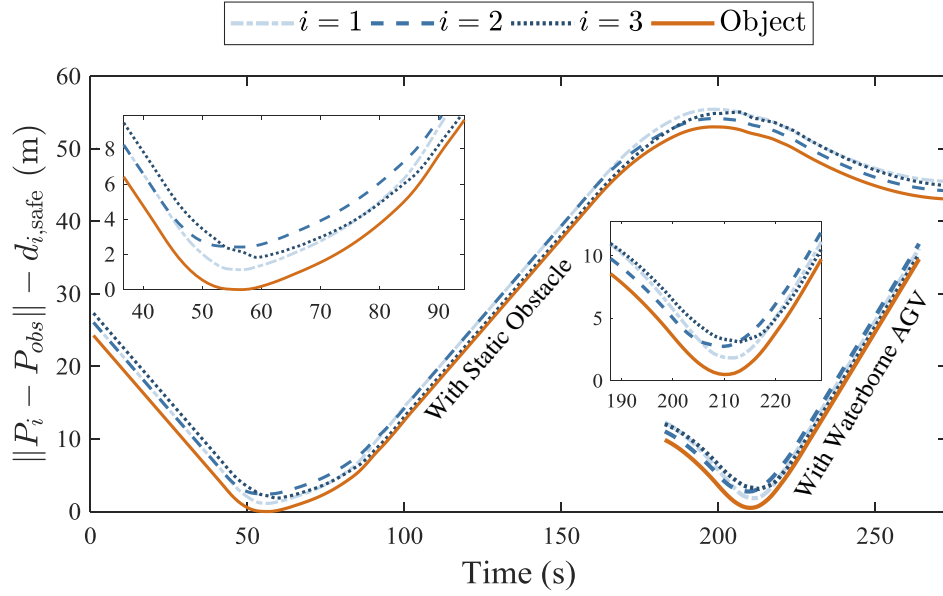 i = 1 i = 2 i = 3 Object
||P_i − P_obs|| − d_i,safe (m)
60
50
40
30
20
10
0
0 50 100 150 200 250
Time (s)
8
6
4
2
0
40 50 60 70 80 90
With Static Obstacle
10
5
0
190 200 210 220
With Waterborne AGV